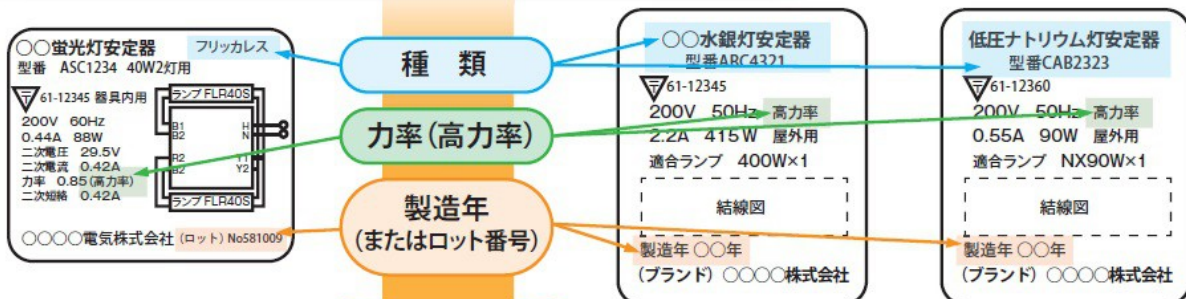 ○○蛍光灯安定器 フリッカレス
型番 ASC1234 40W2灯用
〒 61-12345 器具内用
200V 60Hz
0.44A 88W
二次電圧 29.5V
二次電流 0.42A
力率 0.85(高力率)
二次短絡 0.42A
ランプ FLR40S
B1 H
B2 N
R2 Y1
B2 Y2
ランプ FLR40S
○○○○電気株式会社 (ロット) No581009
種類
力率(高力率)
製造年
(またはロット番号)
○○水銀灯安定器
型番ABC4321
〒 61-12345
200V 50Hz 高力率
2.2A 415W 屋外用
適合ランプ 400W×1
結線図
製造年 ○○年
(ブランド) ○○○○株式会社
低圧ナトリウム灯安定器
型番CAB2323
〒 61-12360
200V 50Hz 高力率
0.55A 90W 屋外用
適合ランプ NX90W×1
結線図
製造年 ○○年
(ブランド) ○○○○株式会社